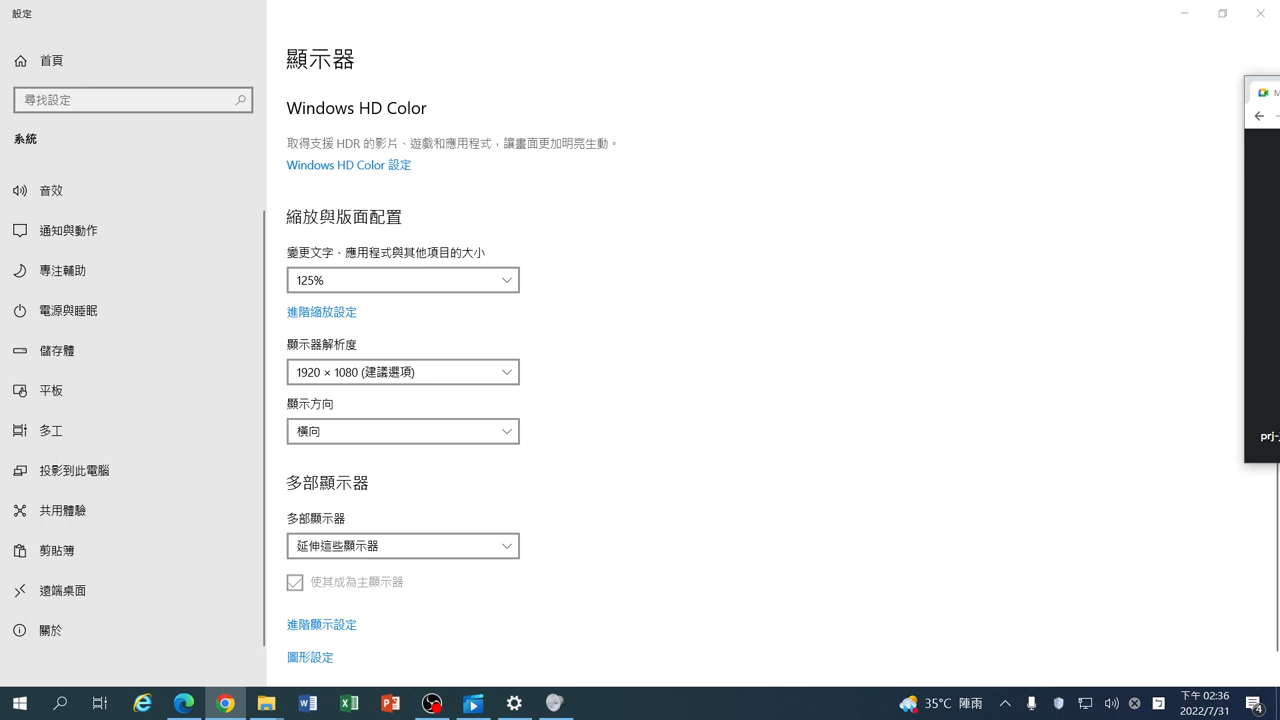 設定
首頁
尋找設定
系統
音效
通知與動作
專注輔助
電源與睡眠
儲存體
平板
多工
投影到此電腦
共用體驗
剪貼簿
遠端桌面
關於
顯示器
Windows HD Color
取得支援 HDR 的影片、遊戲和應用程式，讓畫面更加明亮生動。
Windows HD Color 設定
縮放與版面配置
變更文字、應用程式與其他項目的大小
125%
進階縮放設定
顯示器解析度
1920 × 1080 (建議選項)
顯示方向
橫向
多部顯示器
多部顯示器
延伸這些顯示器
使其成為主顯示器
進階顯示設定
圖形設定
M
prj-
35°C 陣雨
下午 02:36
2022/7/31
4